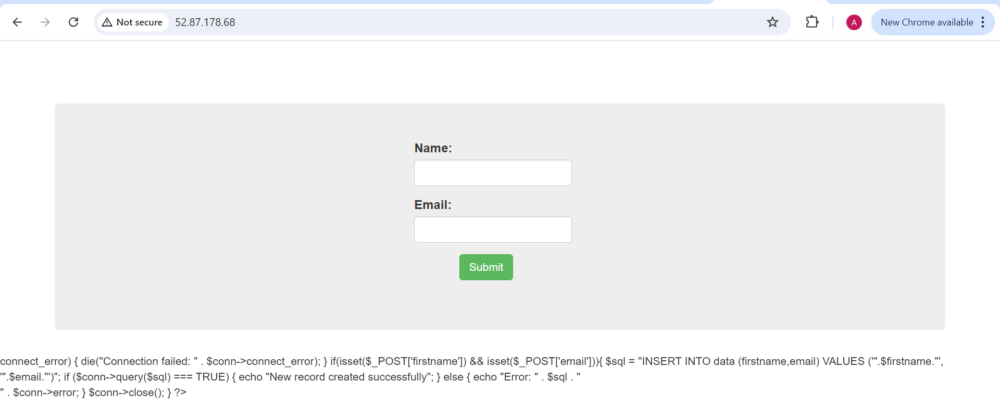 Not secure
52.87.178.68
A
New Chrome available
Name:
Email:
Submit
connect_error) { die("Connection failed: " . $conn->connect_error); } if(isset($_POST['firstname']) && isset($_POST['email'])){ $sql = "INSERT INTO data (firstname,email) VALUES ('".$firstname."',
'".$email."')"; if ($conn->query($sql) === TRUE) { echo "New record created successfully"; } else { echo "Error: " . $sql . "
" . $conn->error; } $conn->close(); } ?>